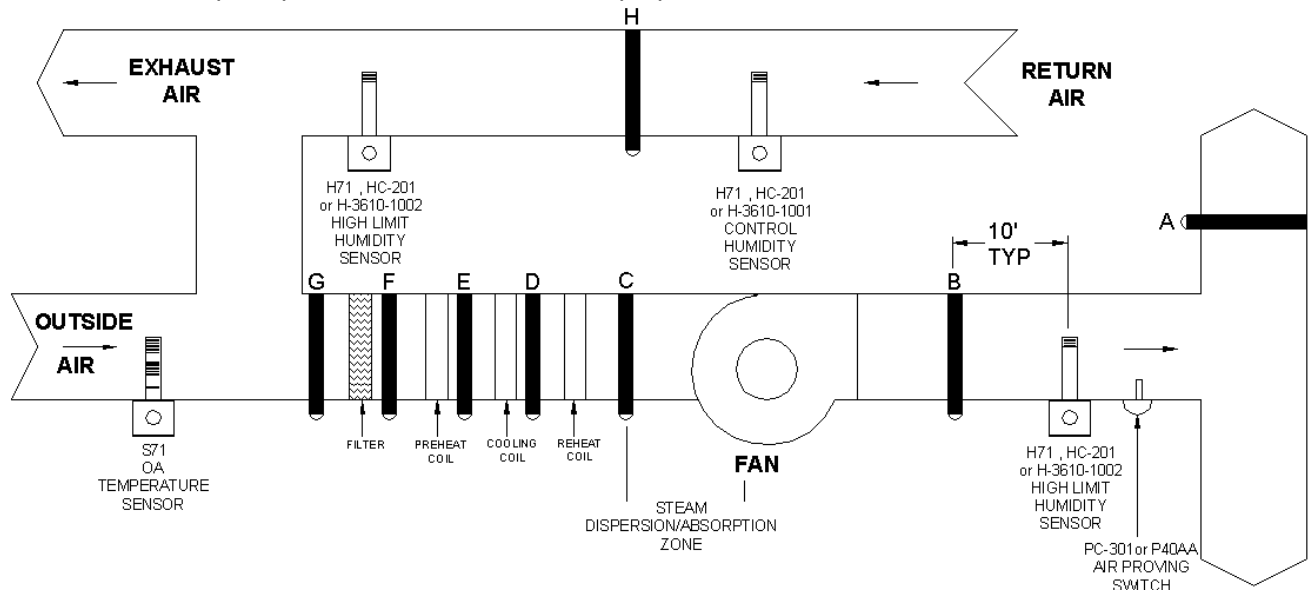 H
EXHAUST
AIR
RETURN
AIR
H71 , HC-201
or H-3610-1002
HIGH LIMIT
HUMIDITY
SENSOR
H71 , HC-201
or H-3610-1001
CONTROL
HUMIDITY
SENSOR
A
10'
TYP
G
F
E
D
C
B
OUTSIDE
AIR
S71
OA
TEMPERATURE
SENSOR
FILTER
PREHEAT
COIL
COOLING
COIL
REHEAT
COIL
FAN
STEAM
DISPERSION/ABSORPTION
ZONE
H71 , HC-201
or H-3610-1002
HIGH LIMIT
HUMIDITY
SENSOR
PC-301 or P40AA
AIR PROVING
SWITCH